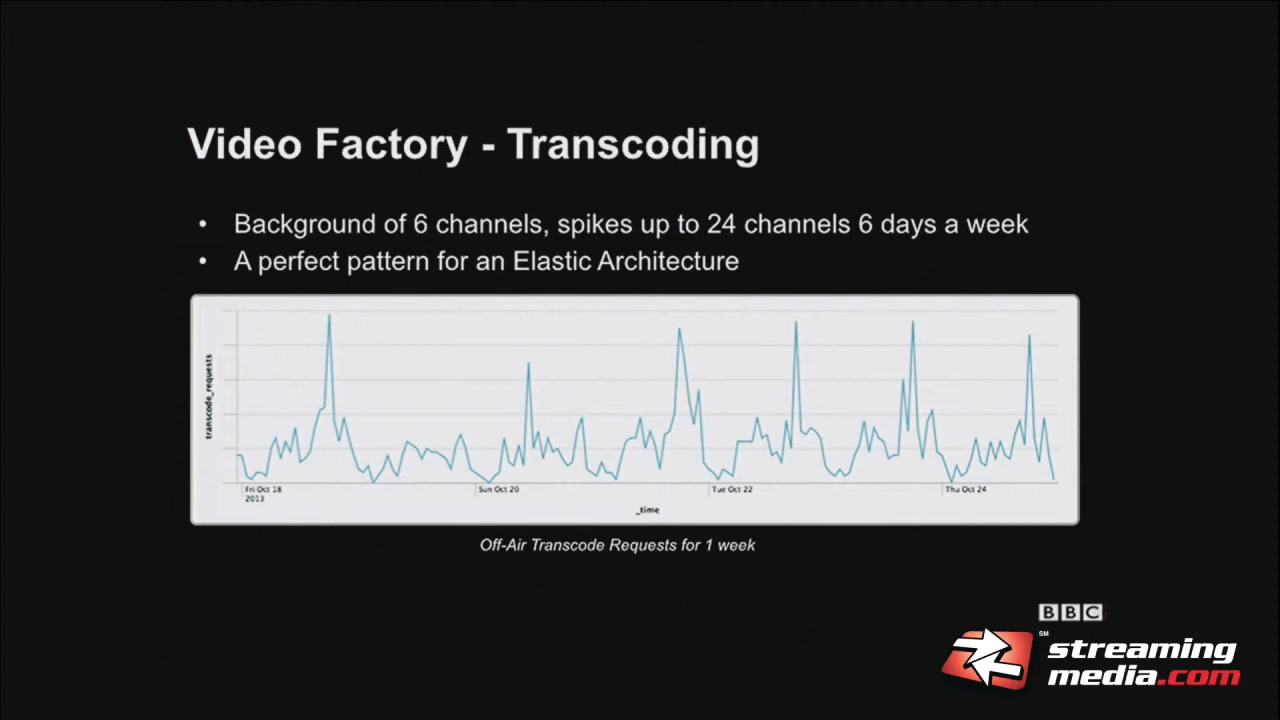 Video Factory - Transcoding
• Background of 6 channels, spikes up to 24 channels 6 days a week
• A perfect pattern for an Elastic Architecture
transcode_requests
Fri Oct 18
2013
Sun Oct 20
Tue Oct 22
Thu Oct 24
_time
Off-Air Transcode Requests for 1 week
BBC
SM
streaming
media.com